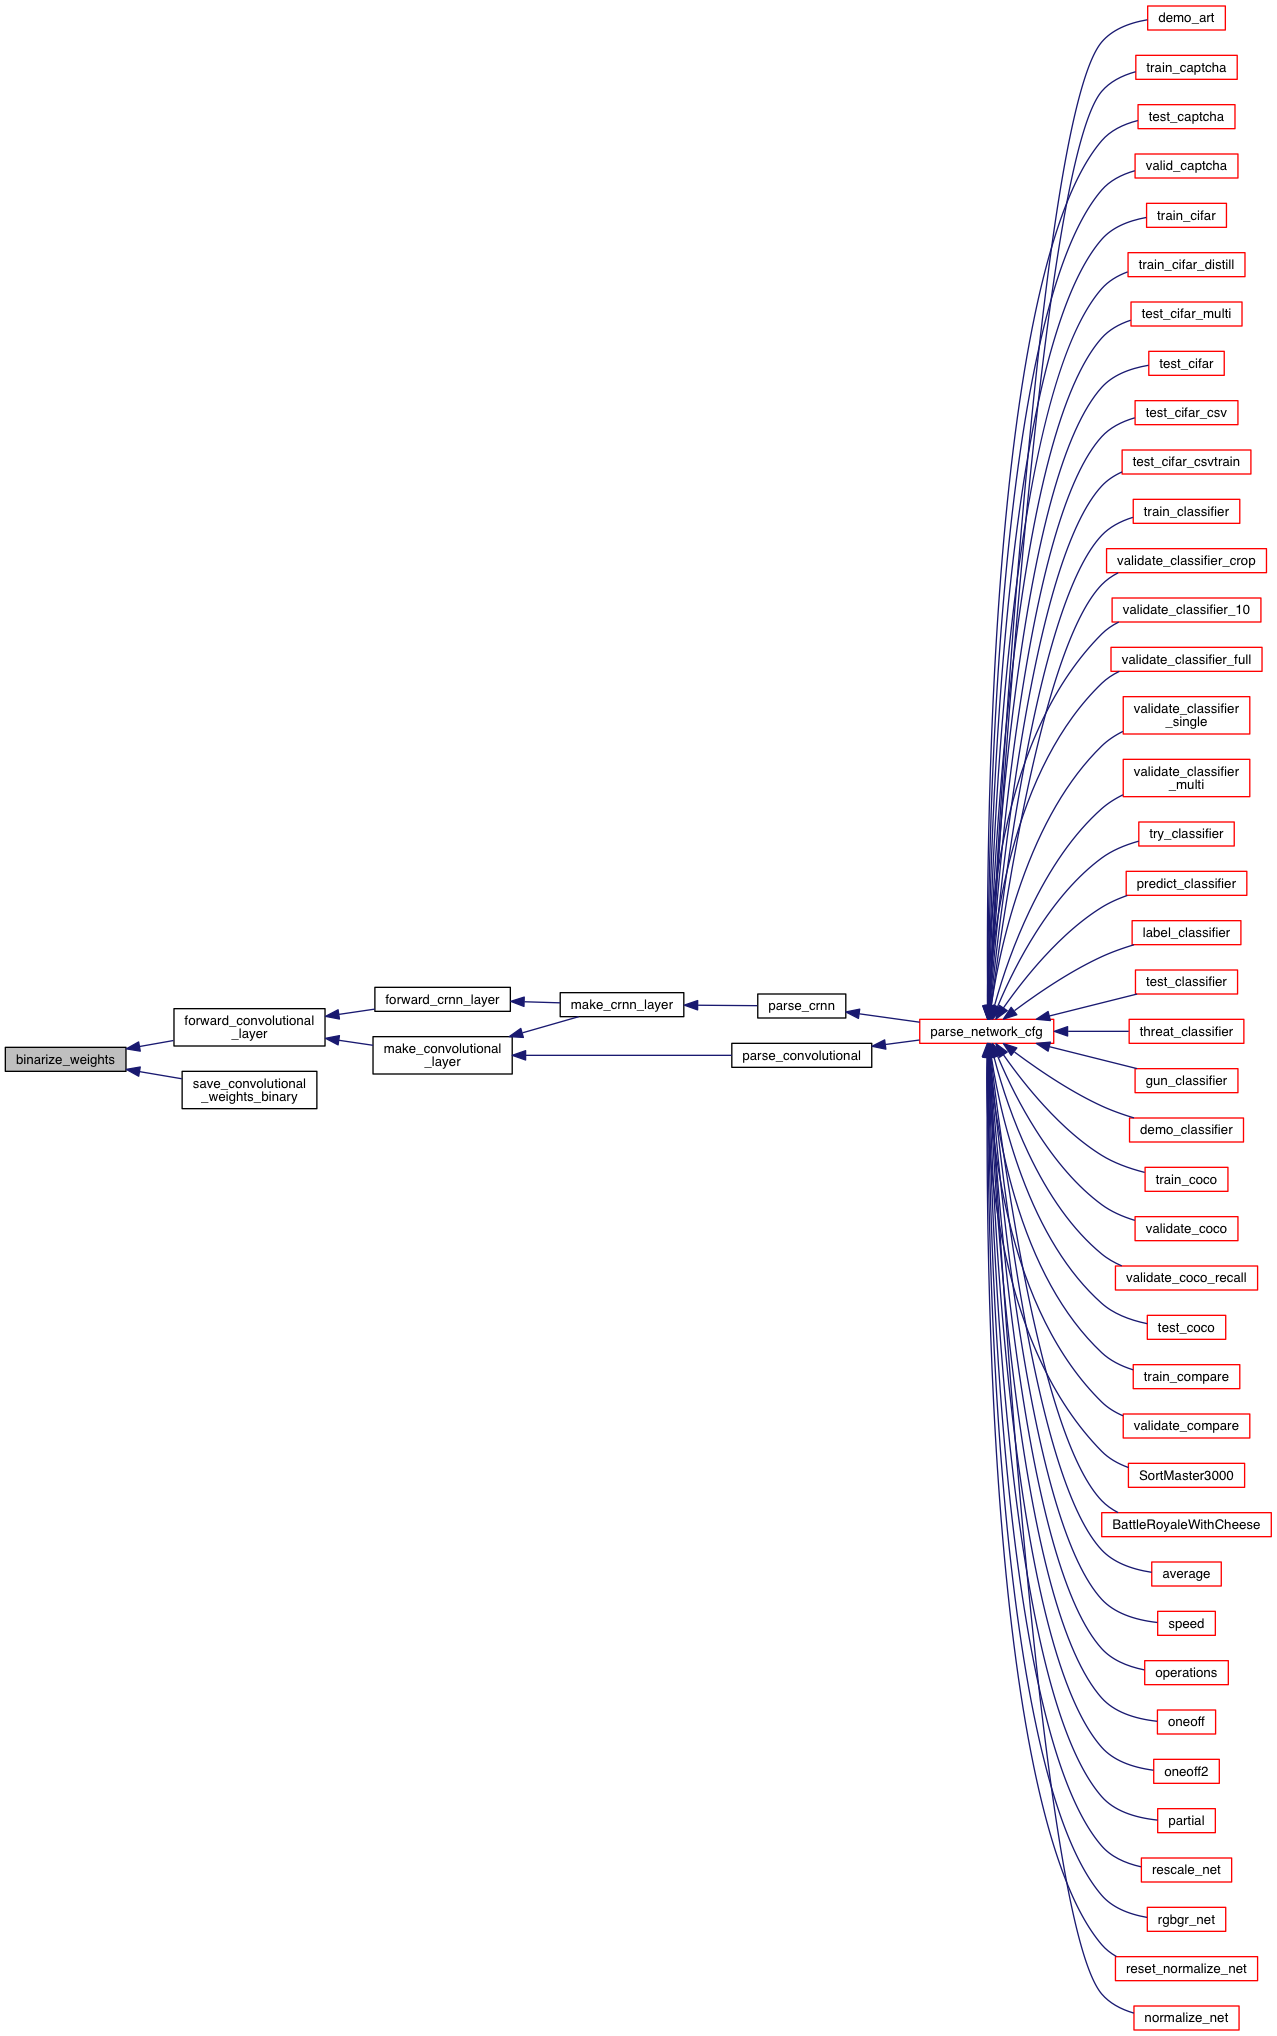 demo_art
train_captcha
test_captcha
valid_captcha
train_cifar
train_cifar_distill
test_cifar_multi
test_cifar
test_cifar_csv
test_cifar_csvtrain
train_classifier
validate_classifier_crop
validate_classifier_10
validate_classifier_full
validate_classifier
_single
validate_classifier
_multi
try_classifier
predict_classifier
label_classifier
test_classifier
binarize_weights
forward_convolutional
_layer
save_convolutional
_weights_binary
forward_crnn_layer
make_convolutional
_layer
make_crnn_layer
parse_crnn
parse_convolutional
parse_network_cfg
threat_classifier
gun_classifier
demo_classifier
train_coco
validate_coco
validate_coco_recall
test_coco
train_compare
validate_compare
SortMaster3000
BattleRoyaleWithCheese
average
speed
operations
oneoff
oneoff2
partial
rescale_net
rgbgr_net
reset_normalize_net
normalize_net